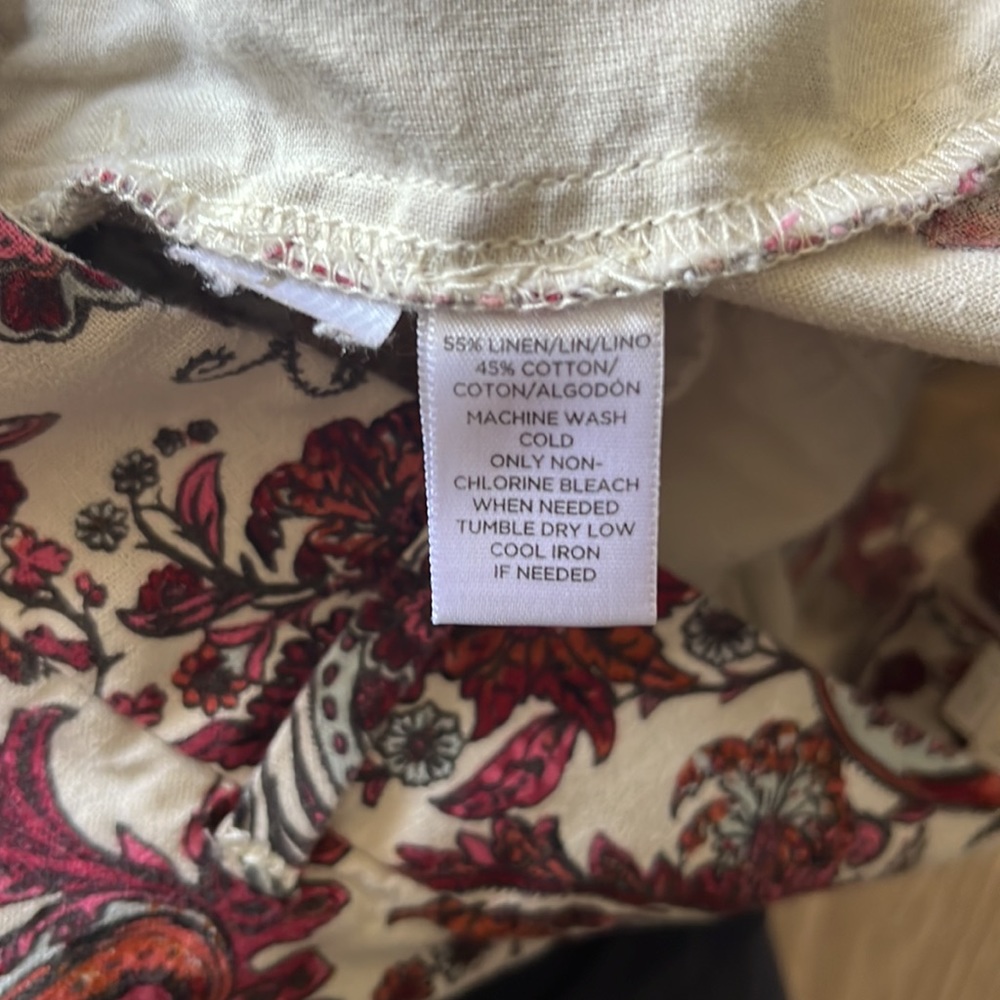 55% LINEN/LIN/LINO
45% COTTON/
COTON/ALGODÓN
MACHINE WASH
COLD
ONLY NON-
CHLORINE BLEACH
WHEN NEEDED
TUMBLE DRY LOW
COOL IRON
IF NEEDED